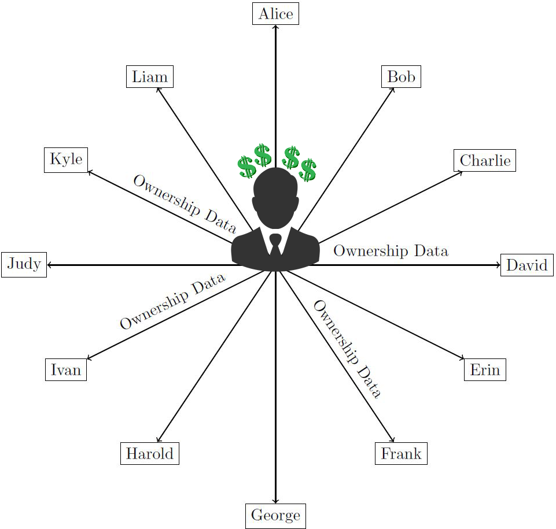 Alice
Liam
Bob
$ $ $ $
Kyle
Charlie
Ownership Data
Ownership Data
Judy
David
Ownership Data
Ownership Data
Ivan
Erin
Harold
Frank
George